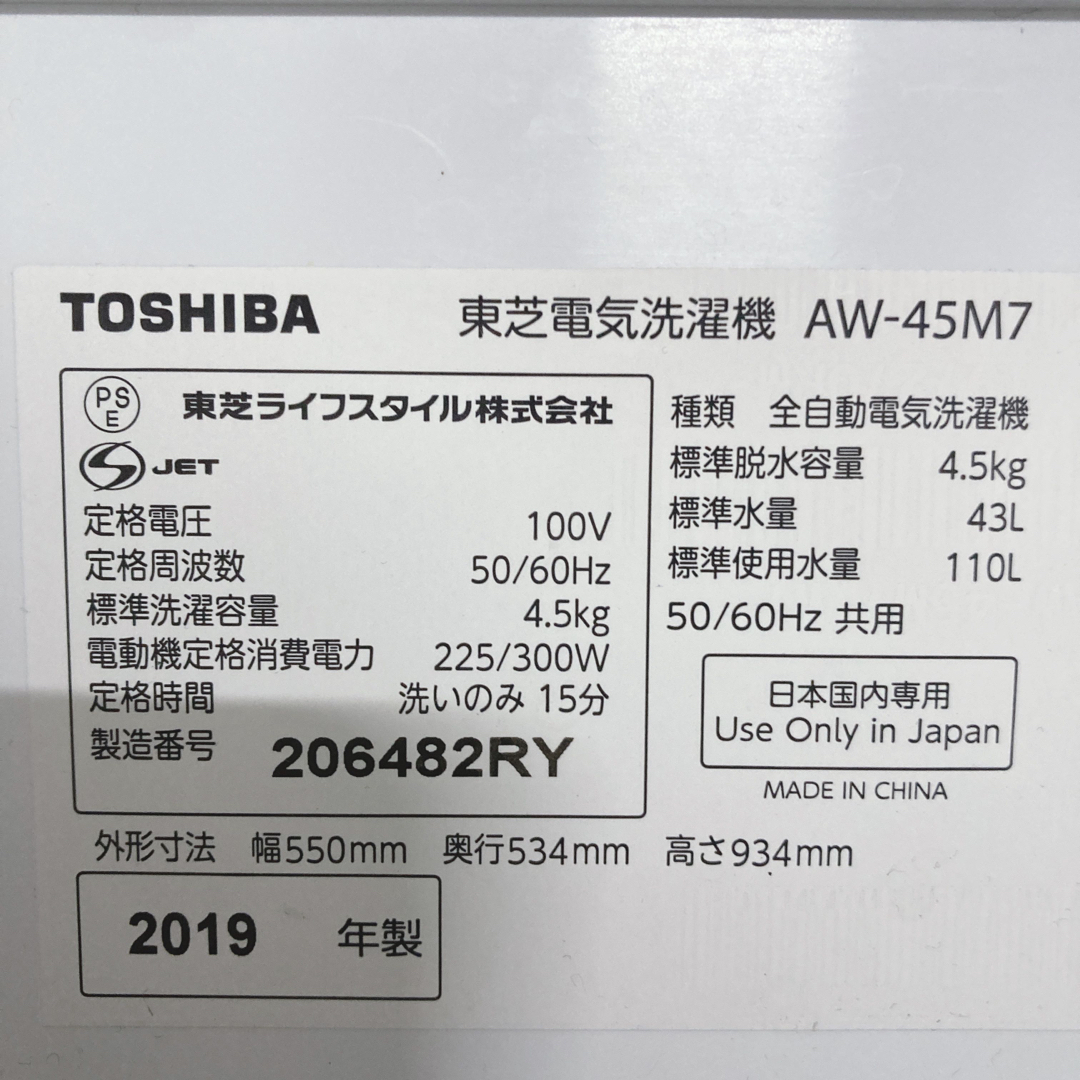 TOSHIBA 東芝電気洗濯機 AW-45M7
PSE 東芝ライフスタイル株式会社
S JET
定格電圧 100V
定格周波数 50/60Hz
標準洗濯容量 4.5kg
電動機定格消費電力 225/300W
定格時間 洗いのみ 15分
製造番号 206482RY
種類 全自動電気洗濯機
標準脱水容量 4.5kg
標準水量 43L
標準使用水量 110L
50/60Hz 共用
日本国内専用
Use Only in Japan
MADE IN CHINA
外形寸法 幅550mm 奥行534mm 高さ934mm
2019 年製